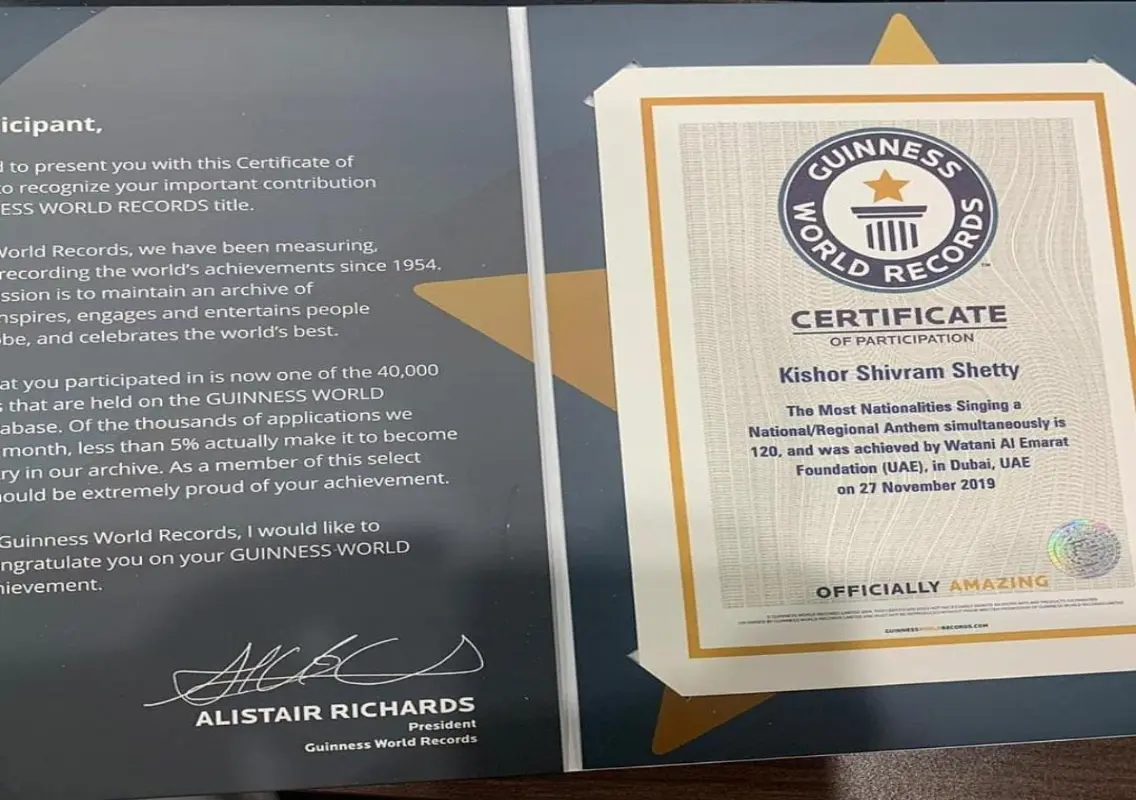 icipant,
d to present you with this Certificate of
to recognize your important contribution
ESS WORLD RECORDS title.
World Records, we have been measuring,
recording the world's achievements since 1954.
ssion is to maintain an archive of
nspires, engages and entertains people
be, and celebrates the world's best.
at you participated in is now one of the 40,000
s that are held on the GUINNESS WORLD
abase. Of the thousands of applications we
month, less than 5% actually make it to become
ry in our archive. As a member of this select
hould be extremely proud of your achievement.
Guinness World Records, I would like to
ngratulate you on your GUINNESS WORLD
hievement.
ALISTAIR RICHARDS
President
Guinness World Records
GUINNESS
WORLD RECORDS
TM
CERTIFICATE
OF PARTICIPATION
Kishor Shivram Shetty
The Most Nationalities Singing a
National/Regional Anthem simultaneously is
120, and was achieved by Watani Al Emarat
Foundation (UAE), in Dubai, UAE
on 27 November 2019
OFFICIALLY AMAZING
GUINNESSWORLDRECORDS.COM